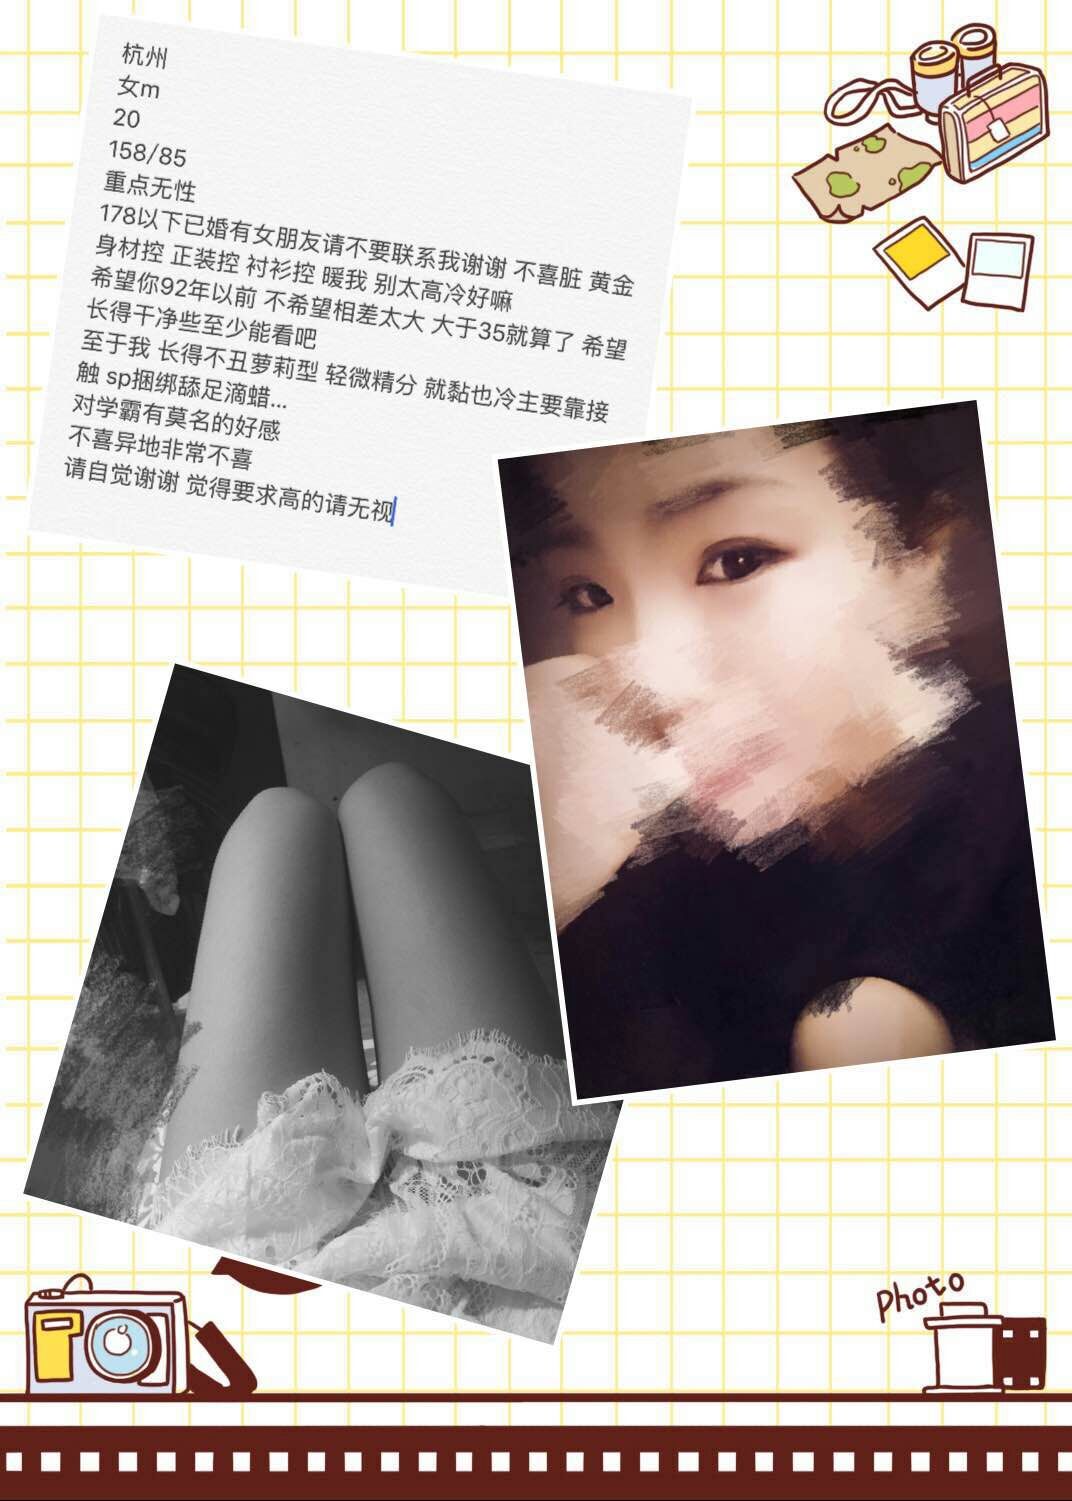 杭州
女m
20
158/85
重点无性
178以下已婚有女朋友请不要联系我谢谢 不喜脏 黄金
身材控 正装控 衬衫控 暖我 别太高冷好嘛
希望你92年以前 不希望相差太大 大于35就算了 希望
长得干净些至少能看吧
至于我 长得不丑萝莉型 轻微精分 就黏也冷主要靠接
触 sp捆绑舔足滴蜡...
对学霸有莫名的好感
不喜异地非常不喜
请自觉谢谢 觉得要求高的请无视
photo